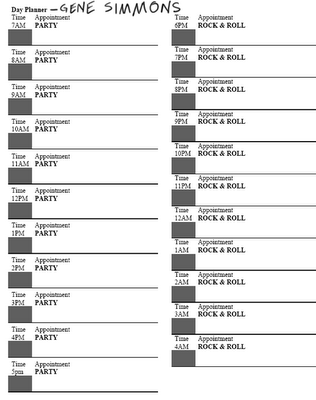 Day Planner – GENE SIMMONS
Time Appointment
7AM PARTY
Time Appointment
8AM PARTY
Time Appointment
9AM PARTY
Time Appointment
10AM PARTY
Time Appointment
11AM PARTY
Time Appointment
12PM PARTY
Time Appointment
1PM PARTY
Time Appointment
2PM PARTY
Time Appointment
3PM PARTY
Time Appointment
4PM PARTY
Time Appointment
5pm PARTY
Time Appointment
6PM ROCK & ROLL
Time Appointment
7PM ROCK & ROLL
Time Appointment
8PM ROCK & ROLL
Time Appointment
9PM ROCK & ROLL
Time Appointment
10PM ROCK & ROLL
Time Appointment
11PM ROCK & ROLL
Time Appointment
12AM ROCK & ROLL
Time Appointment
1AM ROCK & ROLL
Time Appointment
2AM ROCK & ROLL
Time Appointment
3AM ROCK & ROLL
Time Appointment
4AM ROCK & ROLL